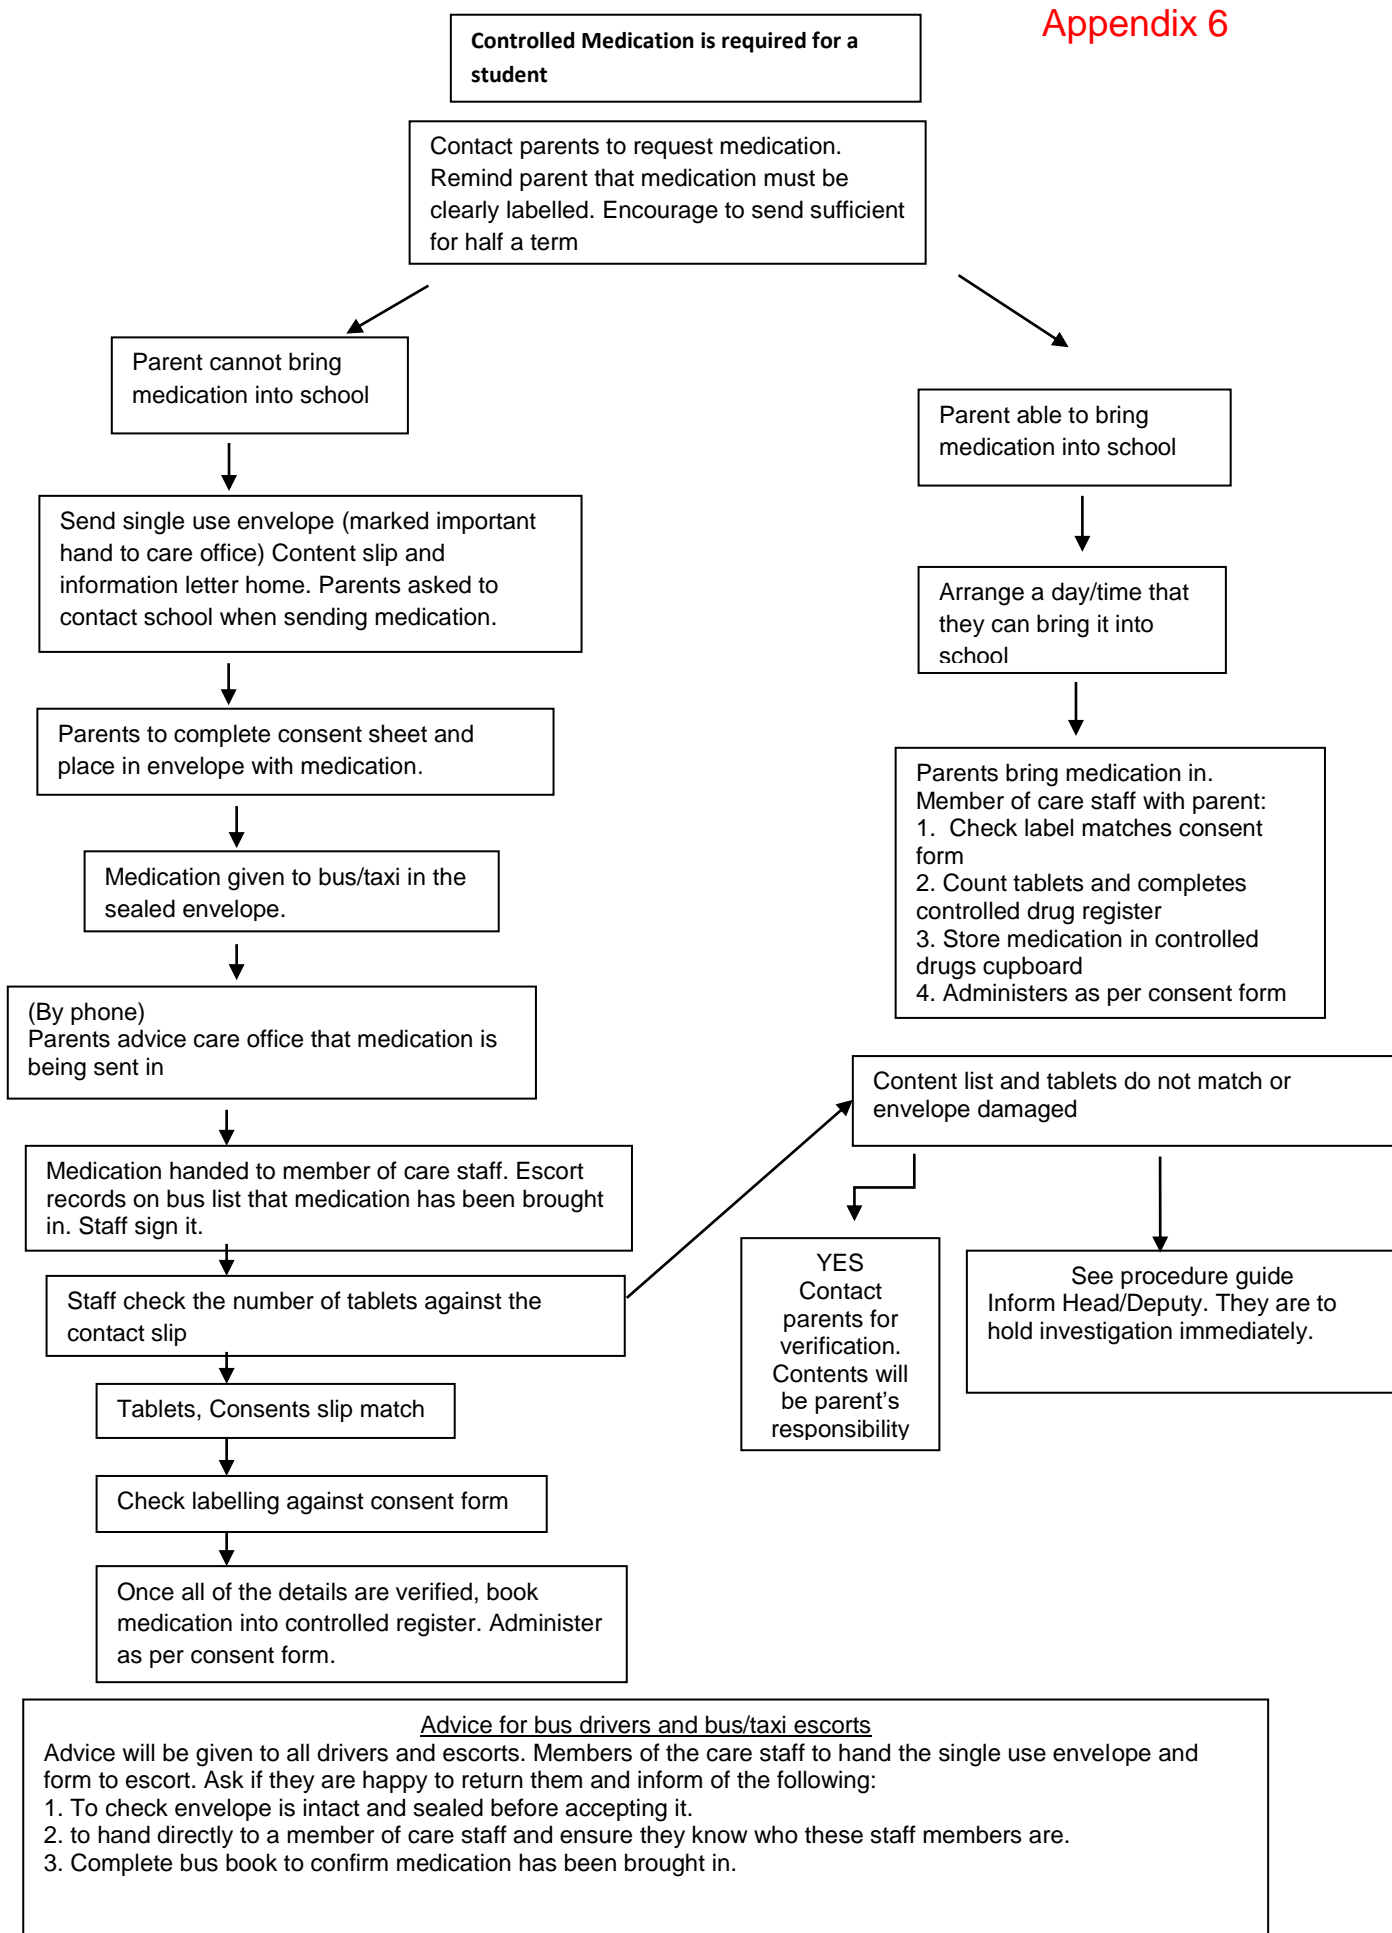 Appendix 6
Controlled Medication is required for a
student
Contact parents to request medication.
Remind parent that medication must be
clearly labelled. Encourage to send sufficient
for half a term
Parent cannot bring
medication into school
Send single use envelope (marked important
hand to care office) Content slip and
information letter home. Parents asked to
contact school when sending medication.
Parents to complete consent sheet and
place in envelope with medication.
Medication given to bus/taxi in the
sealed envelope.
(By phone)
Parents advice care office that medication is
being sent in
Medication handed to member of care staff. Escort
records on bus list that medication has been brought
in. Staff sign it.
Staff check the number of tablets against the
contact slip
Tablets, Consents slip match
Check labelling against consent form
Once all of the details are verified, book
medication into controlled register. Administer
as per consent form.
Parent able to bring
medication into school
Arrange a day/time that
they can bring it into
school
Parents bring medication in.
Member of care staff with parent:
1. Check label matches consent
form
2. Count tablets and completes
controlled drug register
3. Store medication in controlled
drugs cupboard
4. Administers as per consent form
Content list and tablets do not match or
envelope damaged
YES
Contact
parents for
verification.
Contents will
be parent’s
responsibility
See procedure guide
Inform Head/Deputy. They are to
hold investigation immediately.
Advice for bus drivers and bus/taxi escorts
Advice will be given to all drivers and escorts. Members of the care staff to hand the single use envelope and
form to escort. Ask if they are happy to return them and inform of the following:
1. To check envelope is intact and sealed before accepting it.
2. to hand directly to a member of care staff and ensure they know who these staff members are.
3. Complete bus book to confirm medication has been brought in.